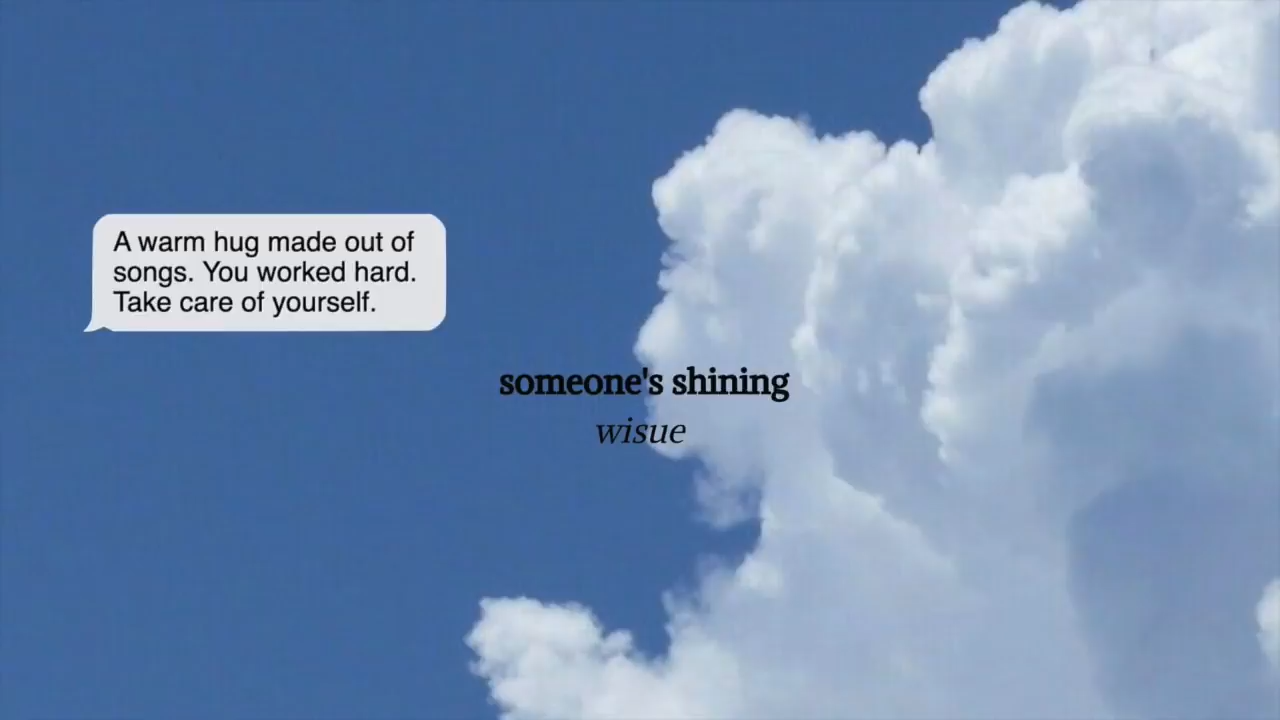 A warm hug made out of
songs. You worked hard.
Take care of yourself.
someone's shining
wisue